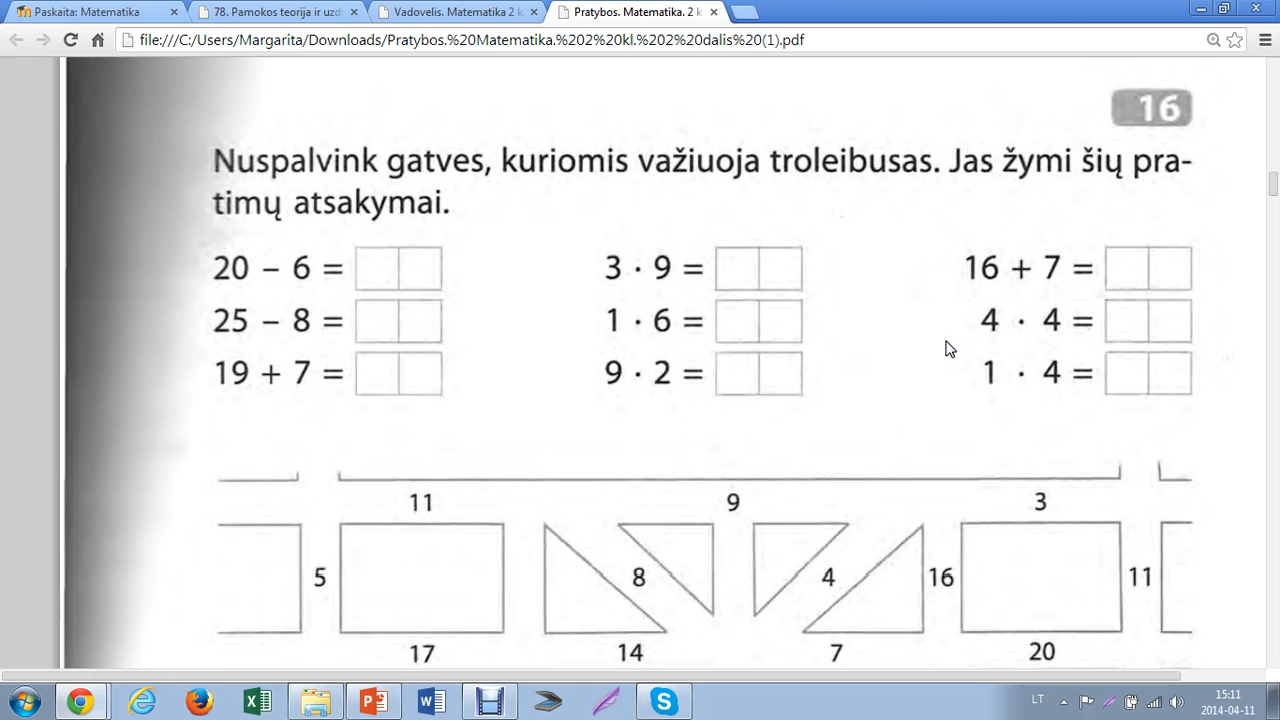 Paskaita: Matematika
78. Pamokos teorija ir uzd
Vadovelis. Matematika 2 k
Pratybos. Matematika. 2 k
file:///C:/Users/Margarita/Downloads/Pratybos.%20Matematika.%202%20kl.%202%20dalis%20(1).pdf
16
Nuspalvink gatves, kuriomis važiuoja troleibusas. Jas žymi šių pra-
timų atsakymai.
20 – 6 = 3 · 9 = 16 + 7 =
25 – 8 = 1 · 6 = 4 · 4 =
19 + 7 = 9 · 2 = 1 · 4 =
11 9 3
5 8 4 16 11
17 14 7 20
LT
15:11
2014-04-11